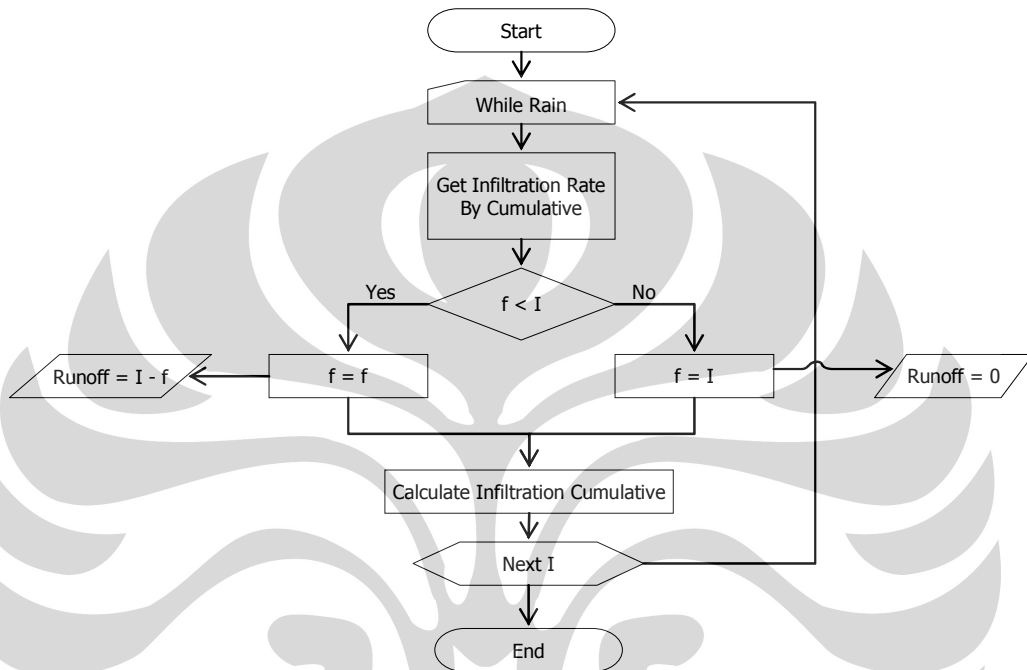 Start
While Rain
Get Infiltration Rate
By Cumulative
f < I
Yes
No
Runoff = I - f
f = f
f = I
Runoff = 0
Calculate Infiltration Cumulative
Next I
End